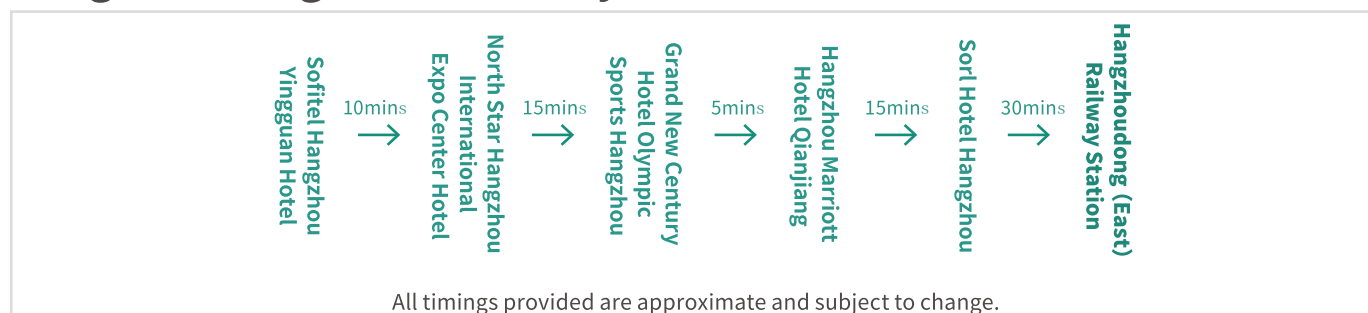 Sofitel Hangzhou
Yingguan Hotel
10mins
North Star Hangzhou
International
Expo Center Hotel
15mins
Grand New Century
Hotel Olympic
Sports Hangzhou
5mins
Hangzhou Marriott
Hotel Qianjiang
15mins
Sorl Hotel Hangzhou
30mins
Hangzhoudong (East)
Railway Station
All timings provided are approximate and subject to change.